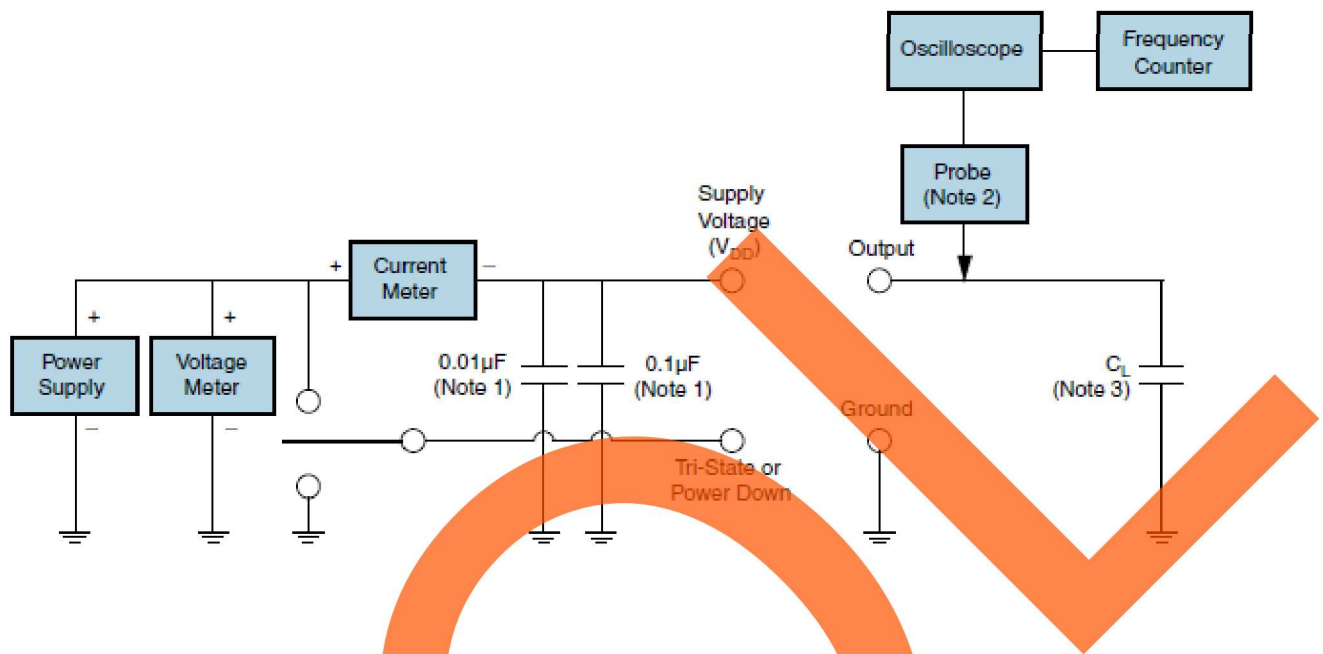 Oscilloscope
Frequency
Counter
Probe
(Note 2)
Supply
Voltage
(VDD)
Output
+
Current
Meter
–
+
Power
Supply
–
+
Voltage
Meter
–
0.01µF
(Note 1)
0.1µF
(Note 1)
CL
(Note 3)
Ground
Tri-State or
Power Down